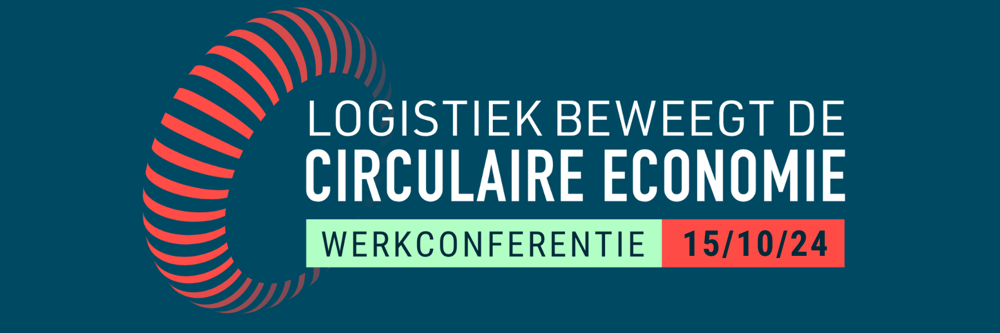 LOGISTIEK BEWEEGT DE
CIRCULAIRE ECONOMIE
WERKCONFERENTIE 15/10/24